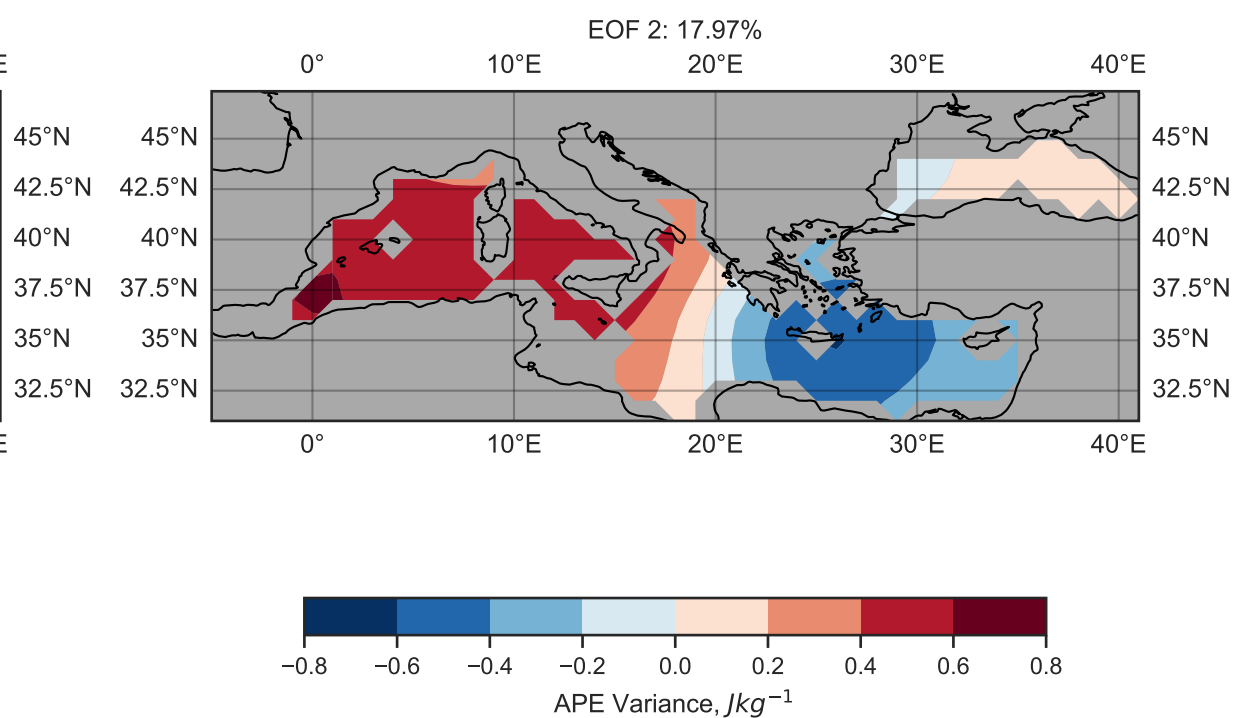 EOF 2: 17.97%
E 0° 10°E 20°E 30°E 40°E
45°N 45°N 45°N
42.5°N 42.5°N 42.5°N
40°N 40°N 40°N
37.5°N 37.5°N 37.5°N
35°N 35°N 35°N
32.5°N 32.5°N 32.5°N
E 0° 10°E 20°E 30°E 40°E
−0.8 −0.6 −0.4 −0.2 0.0 0.2 0.4 0.6 0.8
APE Variance, Jkg⁻¹